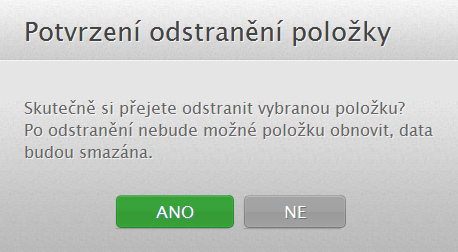 Potvrzení odstranění položky
Skutečně si přejete odstranit vybranou položku?
Po odstranění nebude možné položku obnovit, data
budou smazána.
ANO
NE